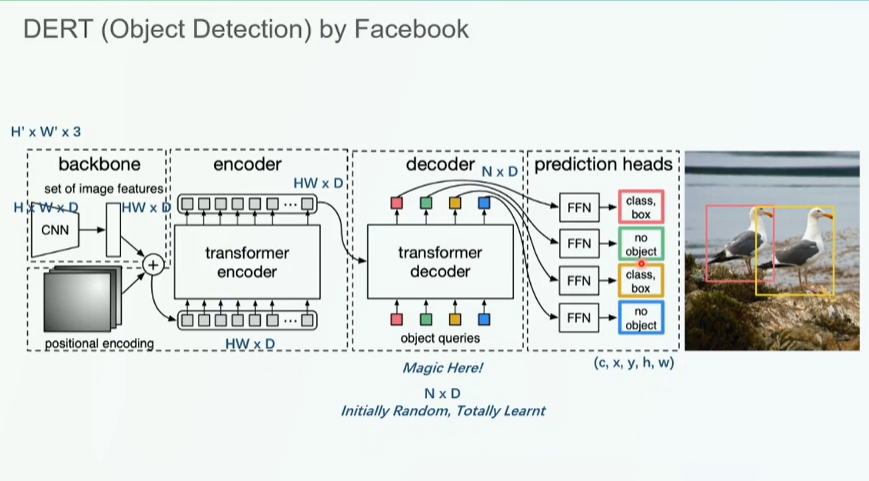 DERT (Object Detection) by Facebook
H' x W' x 3
backbone
set of image features
H x W x D
HW x D
CNN
+
positional encoding
encoder
HW x D
...
transformer
encoder
...
HW x D
decoder
N x D
transformer
decoder
object queries
Magic Here!
N x D
Initially Random, Totally Learnt
prediction heads
FFN
class,
box
FFN
no
object
FFN
class,
box
FFN
no
object
(c, x, y, h, w)